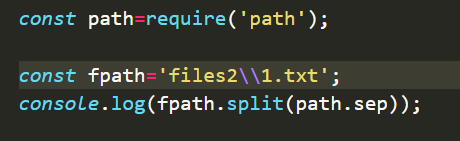 const path=require('path');
const fpath='files2\\1.txt';
console.log(fpath.split(path.sep));